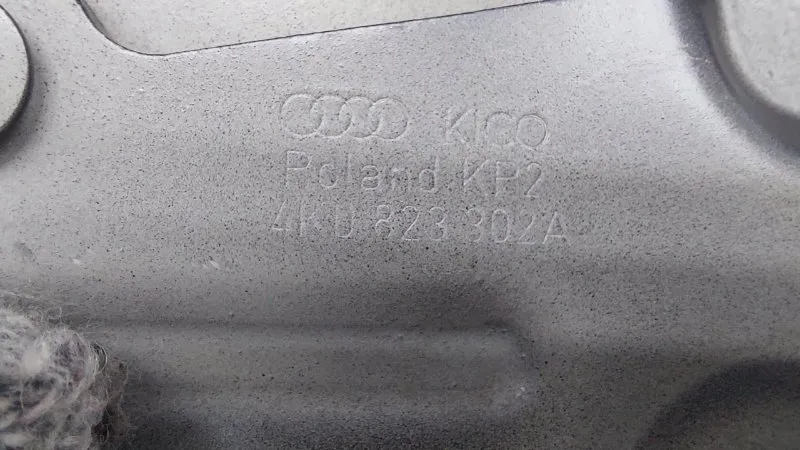 KICO
Poland KP2
4K0 823 302A